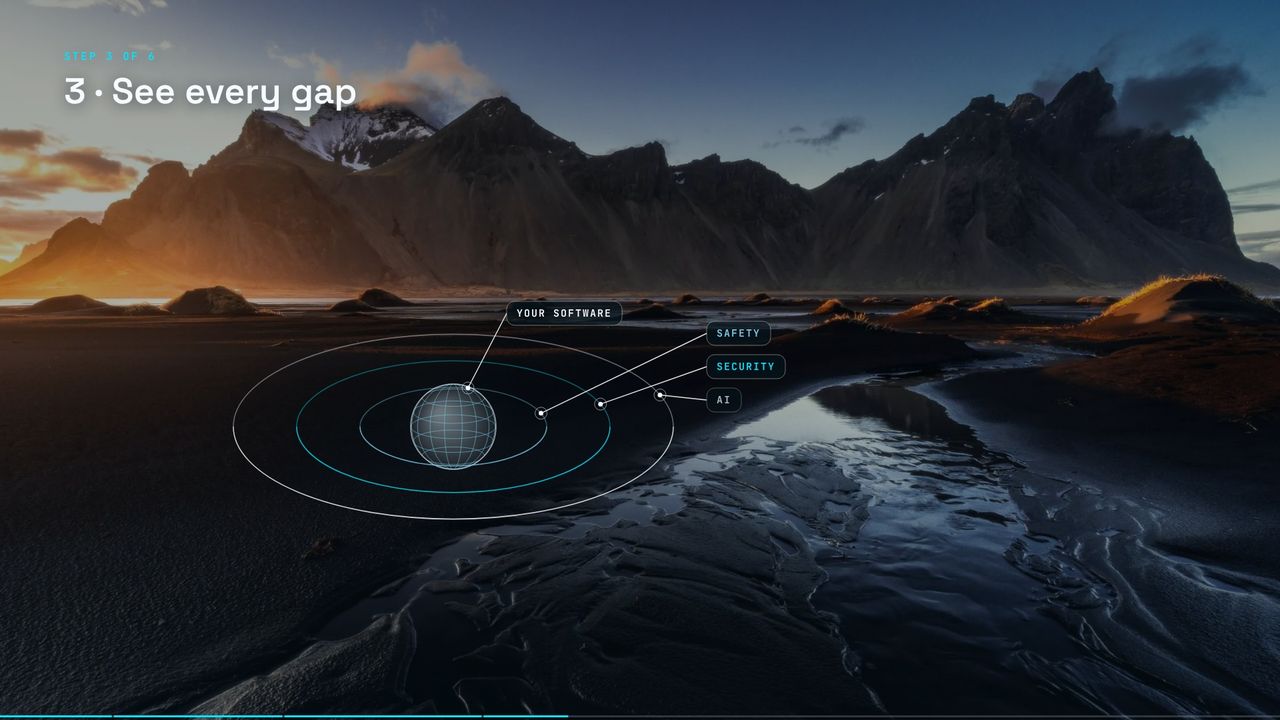 STEP 3 OF 6
3 · See every gap
YOUR SOFTWARE
SAFETY
SECURITY
AI